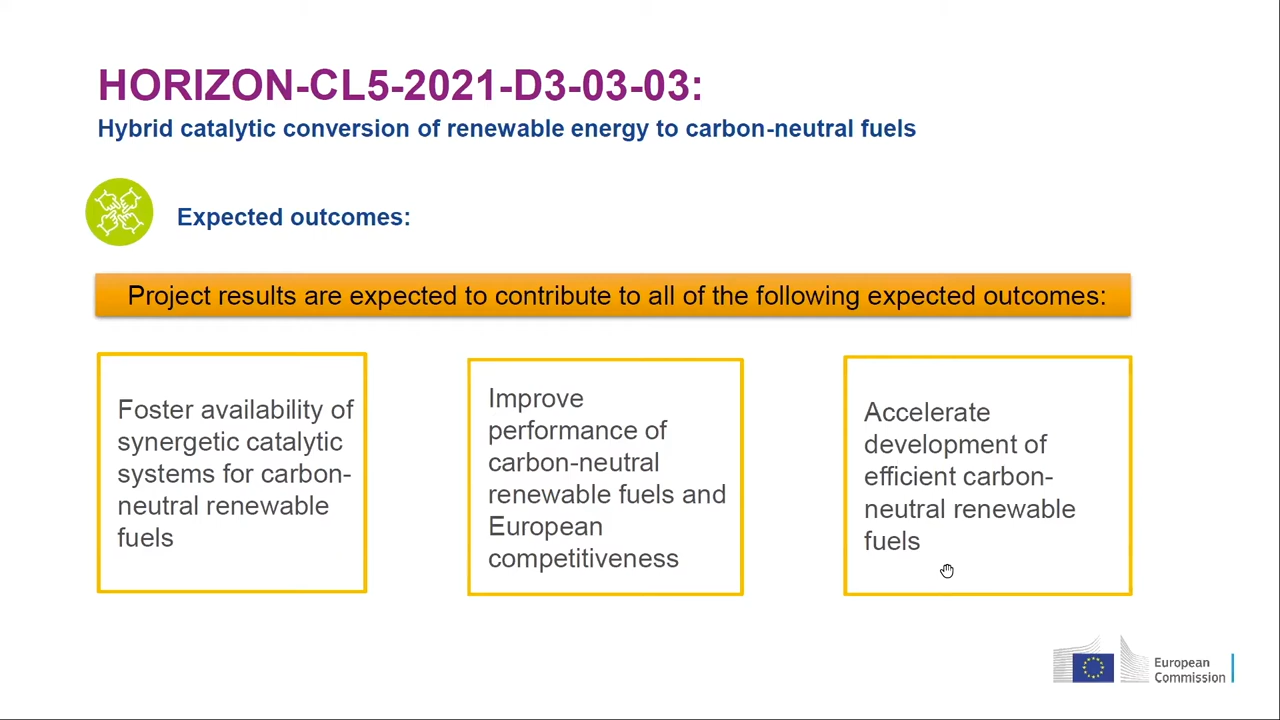 HORIZON-CL5-2021-D3-03-03:
Hybrid catalytic conversion of renewable energy to carbon-neutral fuels
Expected outcomes:
Project results are expected to contribute to all of the following expected outcomes:
Foster availability of
synergetic catalytic
systems for carbon-
neutral renewable
fuels
Improve
performance of
carbon-neutral
renewable fuels and
European
competitiveness
Accelerate
development of
efficient carbon-
neutral renewable
fuels
European
Commission